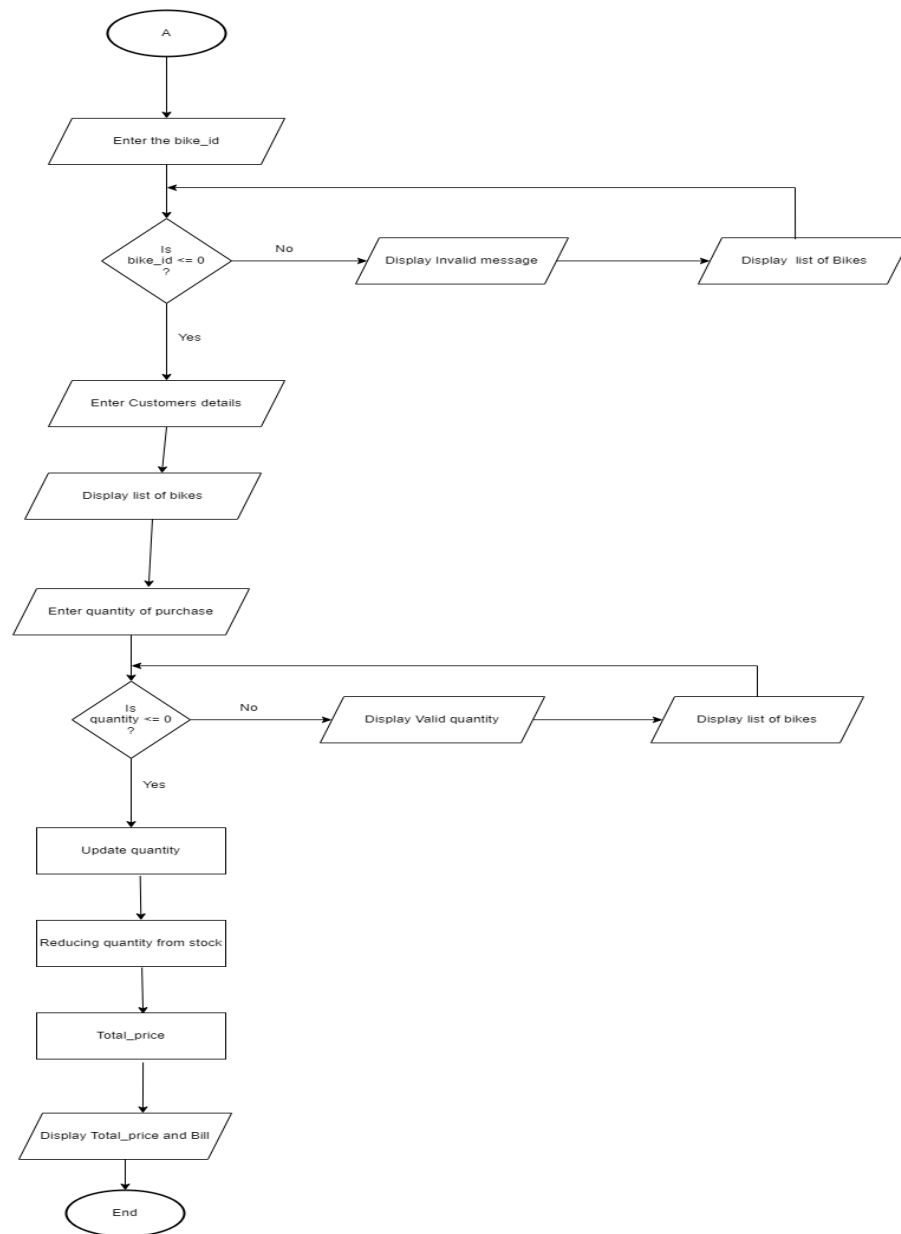 A
Enter the bike_id
Is
bike_id <= 0
?
No
Display Invalid message
Display list of Bikes
Yes
Enter Customers details
Display list of bikes
Enter quantity of purchase
Is
quantity <= 0
?
No
Display Valid quantity
Display list of bikes
Yes
Update quantity
Reducing quantity from stock
Total_price
Display Total_price and Bill
End